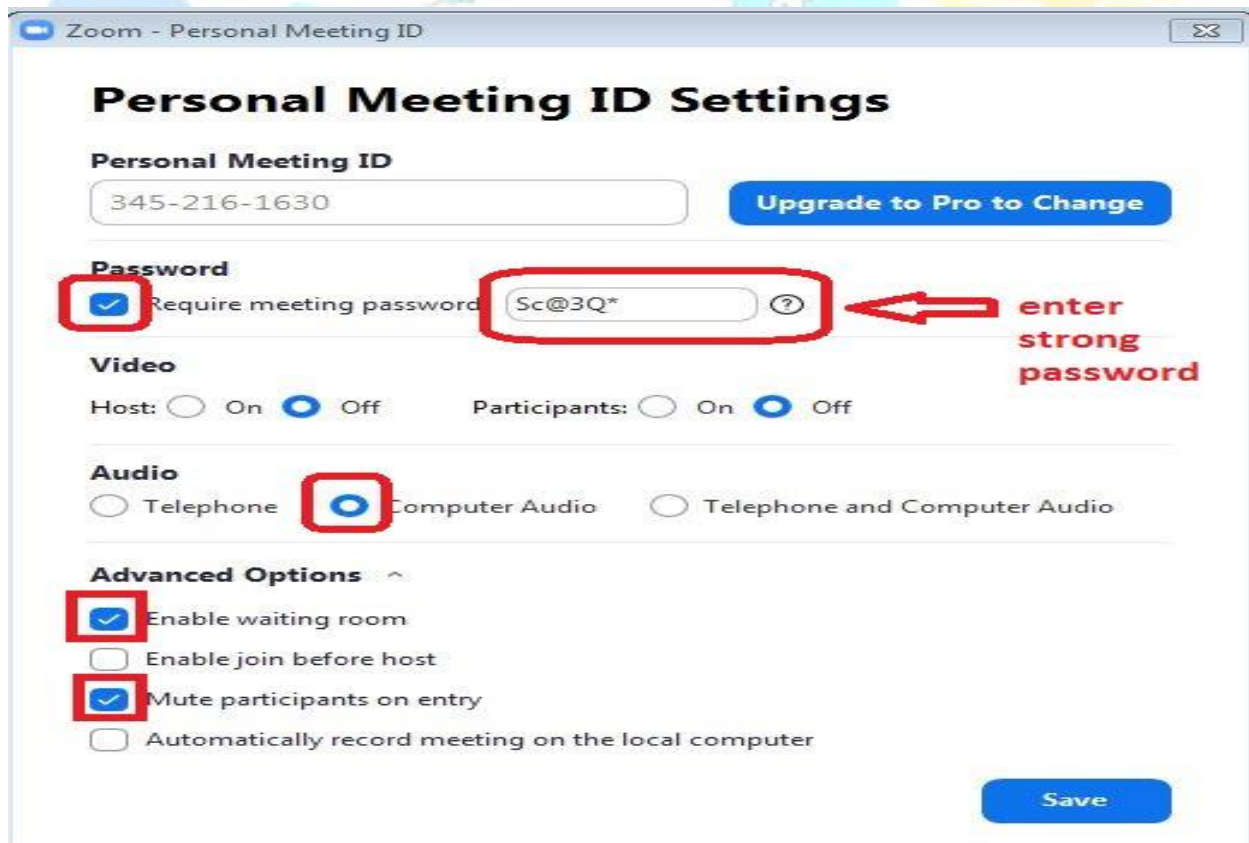 Zoom - Personal Meeting ID
Personal Meeting ID Settings
Personal Meeting ID
345-216-1630
Upgrade to Pro to Change
Password
Require meeting password Sc@3Q* ?
enter
strong
password
Video
Host: On Off Participants: On Off
Audio
Telephone Computer Audio Telephone and Computer Audio
Advanced Options
Enable waiting room
Enable join before host
Mute participants on entry
Automatically record meeting on the local computer
Save